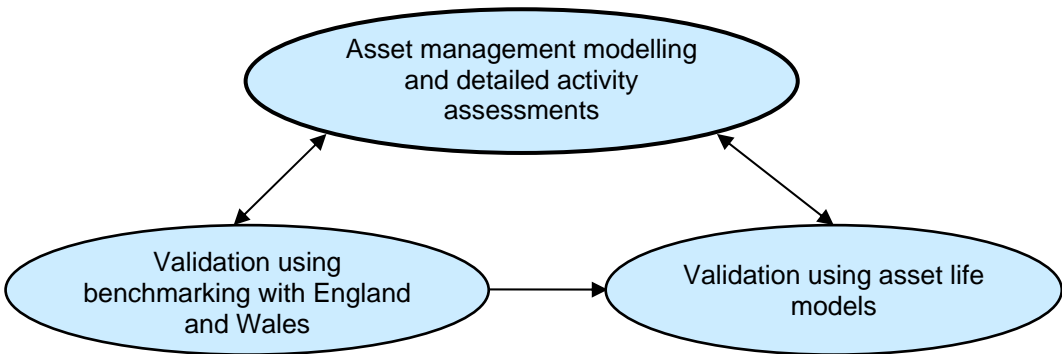 Asset management modelling
and detailed activity
assessments
Validation using
benchmarking with England
and Wales
Validation using asset life
models